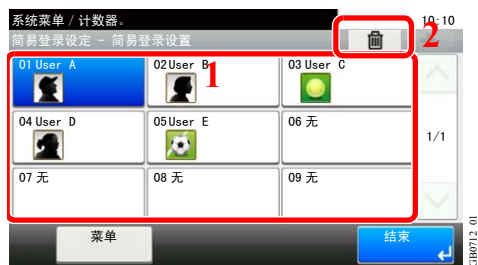 系统菜单 / 计数器。
10:10
简易登录设定 - 简易登录设置
2
01 User A
02 User B
03 User C
1
04 User D
05 User E
06 无
1/1
07 无
08 无
09 无
菜单
结束
GB0712_01